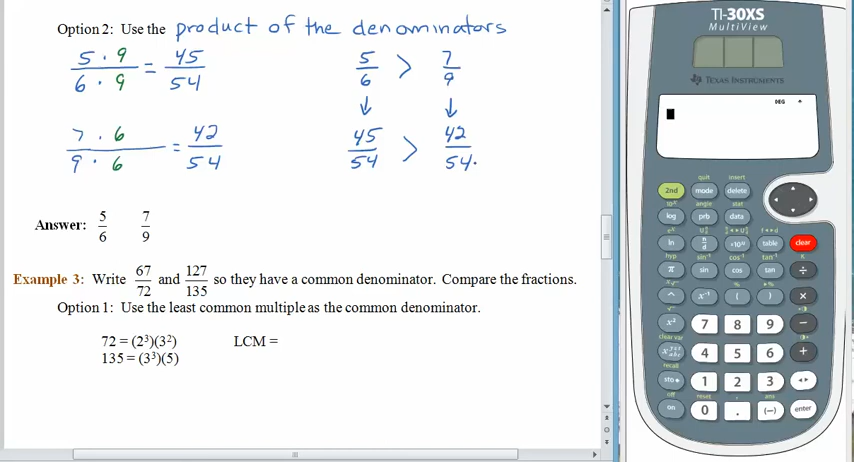 Option 2: Use the product of the denominators
5 · 9 / 6 · 9 = 45 / 54
5/6 > 7/9
7 · 6 / 9 · 6 = 42 / 54
45/54 > 42/54.
Answer: 5/6 7/9
Example 3: Write 67/72 and 127/135 so they have a common denominator. Compare the fractions.
Option 1: Use the least common multiple as the common denominator.
72 = (2³)(3²) LCM =
135 = (3³)(5)
TI-30XS
MultiView
TEXAS INSTRUMENTS
DEG
quit insert
2nd mode delete
angle stat
log prb data
ln n/d table clear
hyp sin⁻¹ cos⁻¹ tan⁻¹ K
π sin cos tan ÷
%
^ x⁻¹ ( ) ×
x² 7 8 9 −
clear var
x yzt abc 4 5 6 +
recall
sto 1 2 3 ◄►
off reset , ans
on 0 . (−) enter